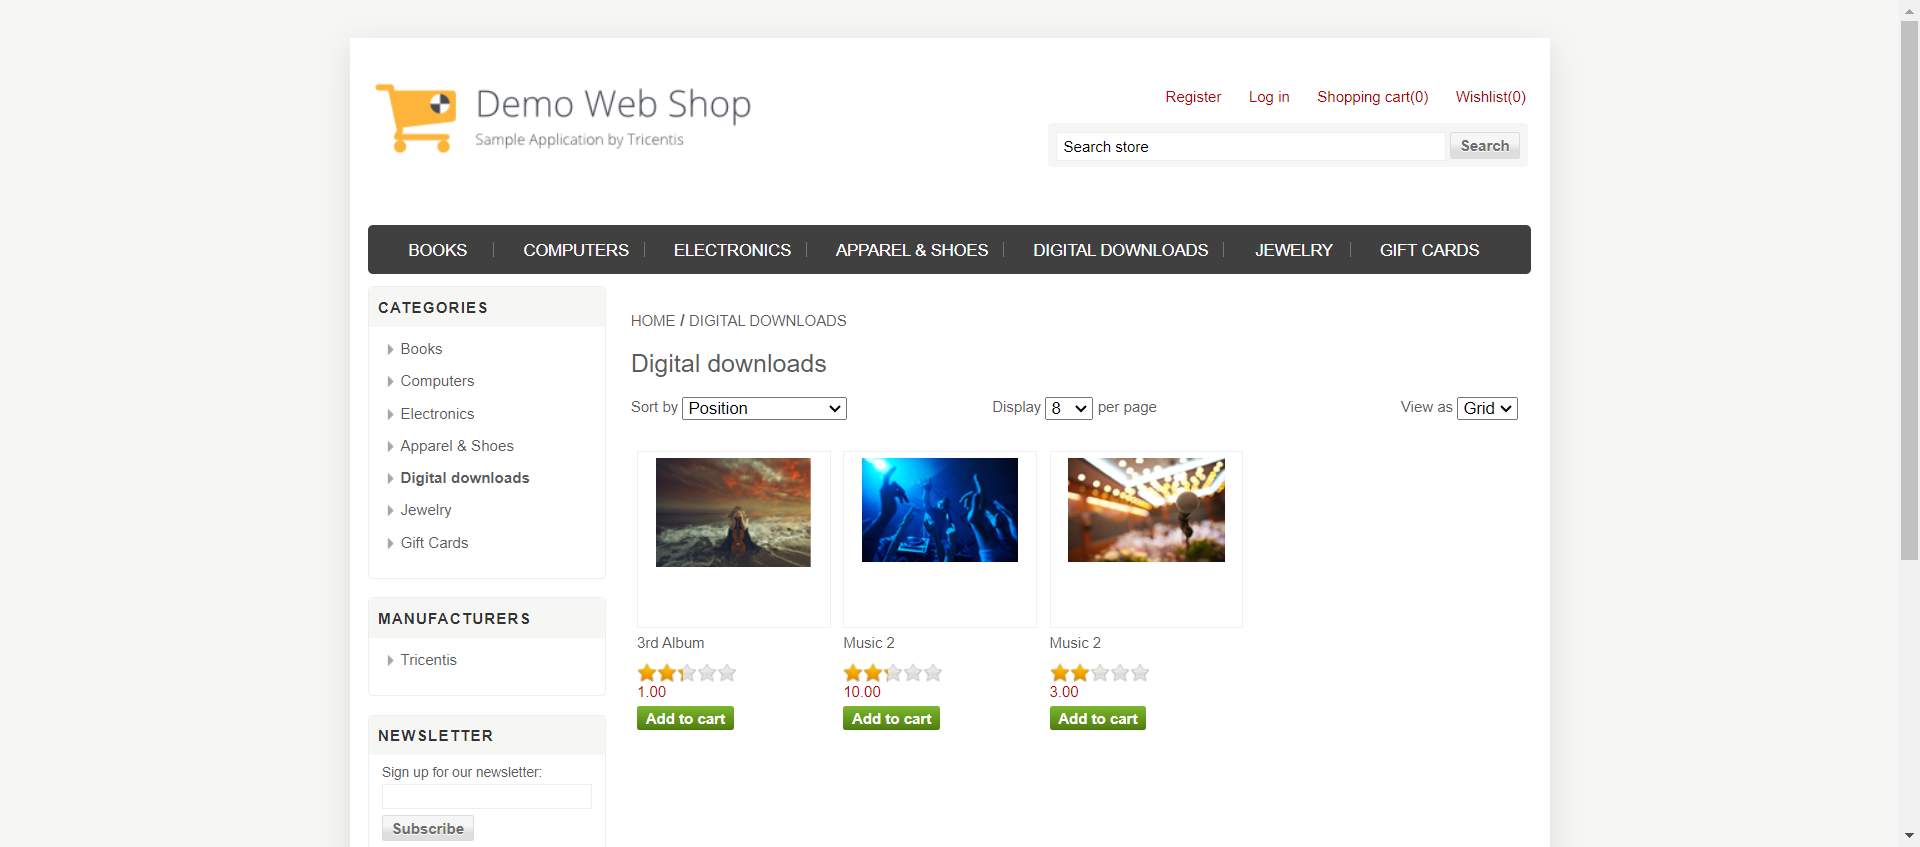 Demo Web Shop
Sample Application by Tricentis
Register Log in Shopping cart(0) Wishlist(0)
Search store Search
BOOKS COMPUTERS ELECTRONICS APPAREL & SHOES DIGITAL DOWNLOADS JEWELRY GIFT CARDS
CATEGORIES
Books
Computers
Electronics
Apparel & Shoes
Digital downloads
Jewelry
Gift Cards
MANUFACTURERS
Tricentis
NEWSLETTER
Sign up for our newsletter:
Subscribe
HOME / DIGITAL DOWNLOADS
Digital downloads
Sort by Position Display 8 per page View as Grid
3rd Album Music 2 Music 2
1.00 10.00 3.00
Add to cart Add to cart Add to cart